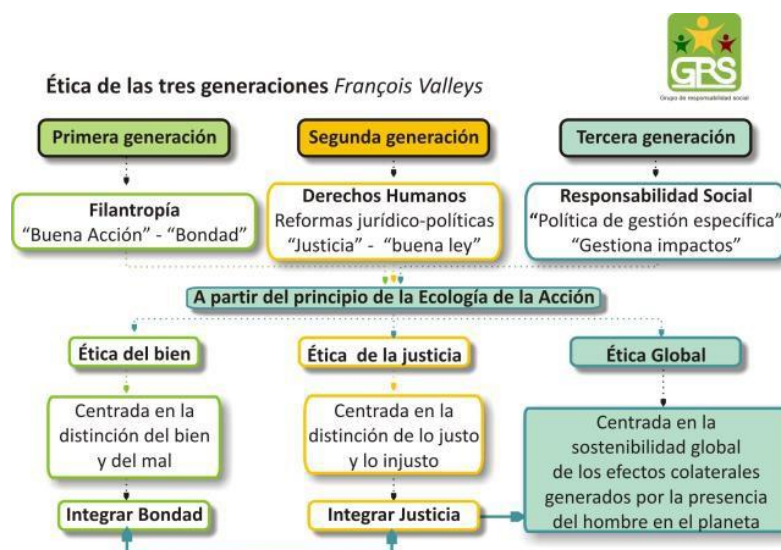 GRS
Grupo de responsabilidad social
Ética de las tres generaciones François Valleys
Primera generación
Segunda generación
Tercera generación
Filantropía
“Buena Acción” - “Bondad”
Derechos Humanos
Reformas jurídico-políticas
“Justicia” - “buena ley”
Responsabilidad Social
“Política de gestión específica”
“Gestiona impactos”
A partir del principio de la Ecología de la Acción
Ética del bien
Ética de la justicia
Ética Global
Centrada en la
distinción del bien
y del mal
Centrada en la
distinción de lo justo
y lo injusto
Centrada en la
sostenibilidad global
de los efectos colaterales
generados por la presencia
del hombre en el planeta
Integrar Bondad
Integrar Justicia